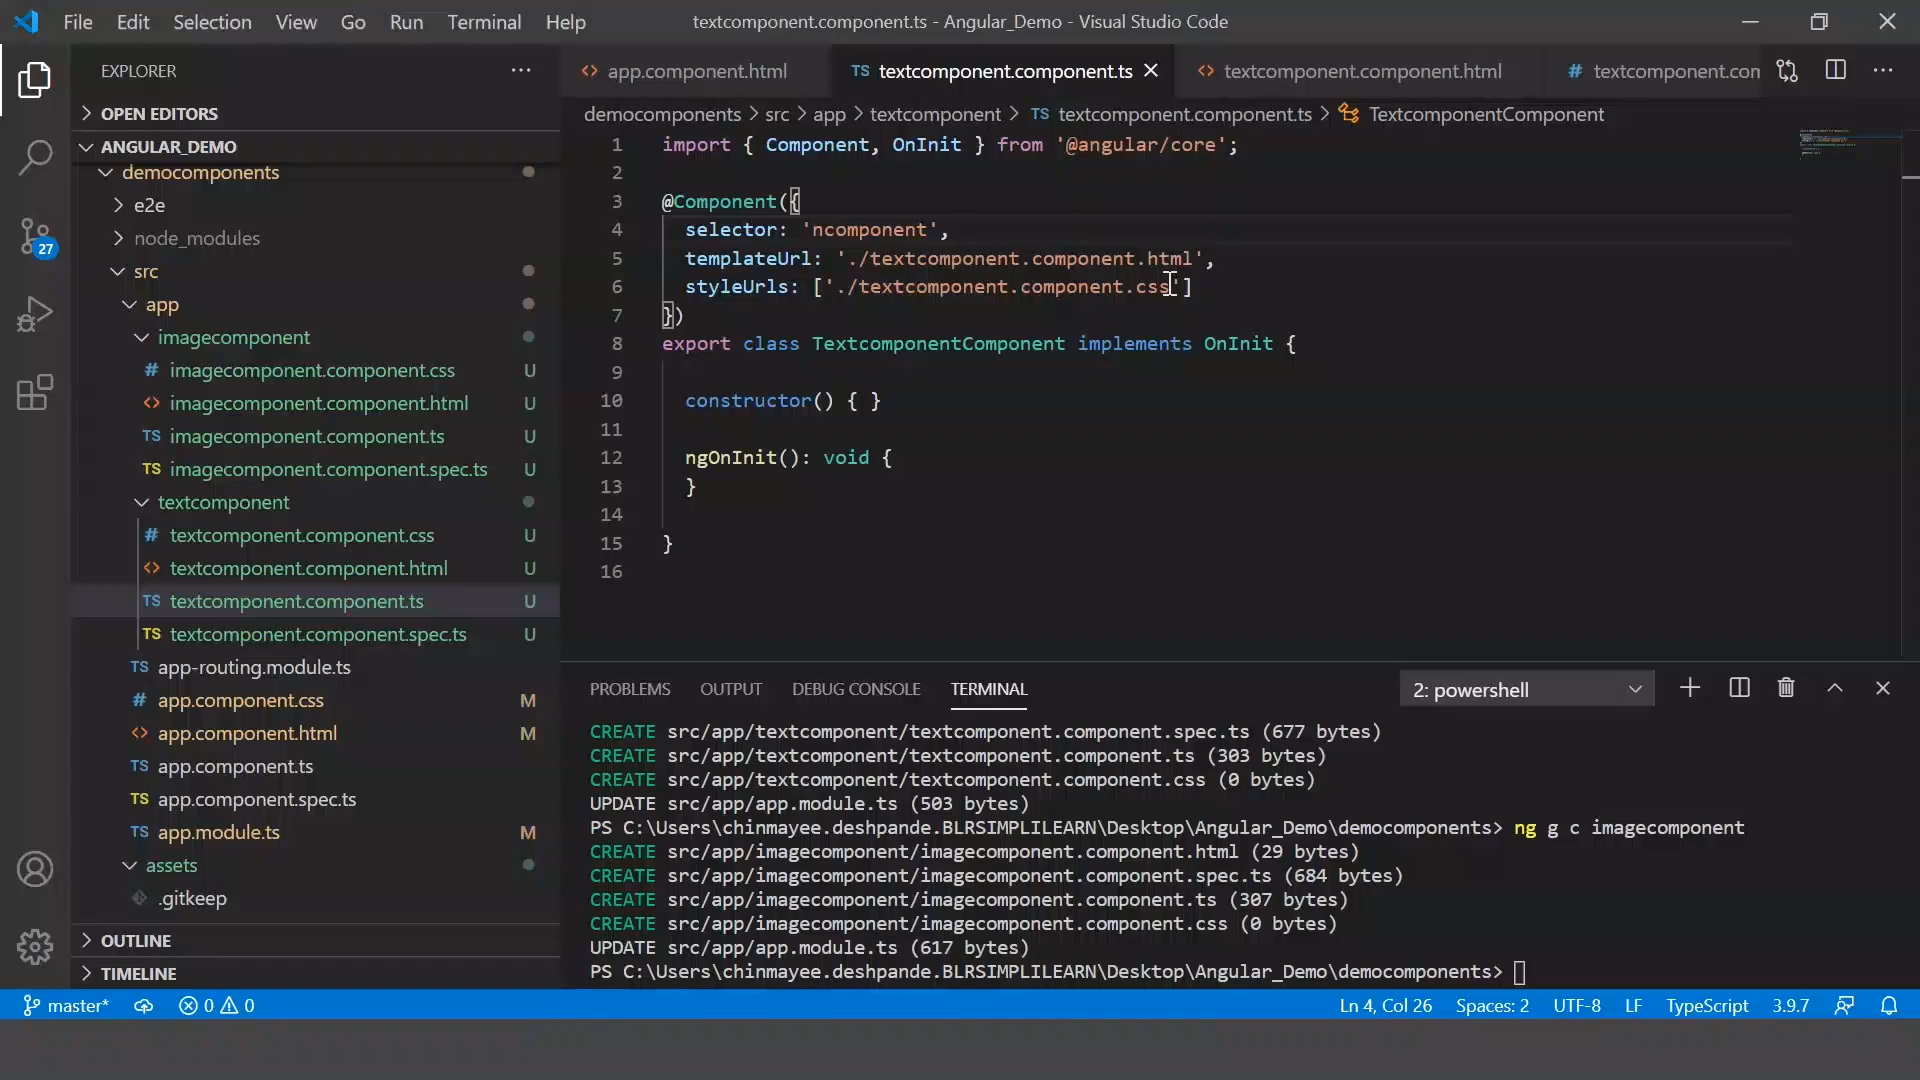 File Edit Selection View Go Run Terminal Help textcomponent.component.ts - Angular_Demo - Visual Studio Code
EXPLORER
OPEN EDITORS
ANGULAR_DEMO
democomponents
e2e
node_modules
27
src
app
imagecomponent
# imagecomponent.component.css U
<> imagecomponent.component.html U
TS imagecomponent.component.ts U
TS imagecomponent.component.spec.ts U
textcomponent
# textcomponent.component.css U
<> textcomponent.component.html U
TS textcomponent.component.ts U
TS textcomponent.component.spec.ts U
TS app-routing.module.ts
# app.component.css M
<> app.component.html M
TS app.component.ts
TS app.component.spec.ts
TS app.module.ts M
assets
.gitkeep
OUTLINE
TIMELINE
<> app.component.html TS textcomponent.component.ts <> textcomponent.component.html # textcomponent.con
democomponents > src > app > textcomponent > TS textcomponent.component.ts > TextcomponentComponent
1 import { Component, OnInit } from '@angular/core';
2
3 @Component({
4 selector: 'ncomponent',
5 templateUrl: './textcomponent.component.html',
6 styleUrls: ['./textcomponent.component.css']
7 })
8 export class TextcomponentComponent implements OnInit {
9
10 constructor() { }
11
12 ngOnInit(): void {
13 }
14
15 }
16
PROBLEMS OUTPUT DEBUG CONSOLE TERMINAL 2: powershell
CREATE src/app/textcomponent/textcomponent.component.spec.ts (677 bytes)
CREATE src/app/textcomponent/textcomponent.component.ts (303 bytes)
CREATE src/app/textcomponent/textcomponent.component.css (0 bytes)
UPDATE src/app/app.module.ts (503 bytes)
PS C:\Users\chinmayee.deshpande.BLRSIMPLILEARN\Desktop\Angular_Demo\democomponents> ng g c imagecomponent
CREATE src/app/imagecomponent/imagecomponent.component.html (29 bytes)
CREATE src/app/imagecomponent/imagecomponent.component.spec.ts (684 bytes)
CREATE src/app/imagecomponent/imagecomponent.component.ts (307 bytes)
CREATE src/app/imagecomponent/imagecomponent.component.css (0 bytes)
UPDATE src/app/app.module.ts (617 bytes)
PS C:\Users\chinmayee.deshpande.BLRSIMPLILEARN\Desktop\Angular_Demo\democomponents>
master* 0 0 Ln 4, Col 26 Spaces: 2 UTF-8 LF TypeScript 3.9.7